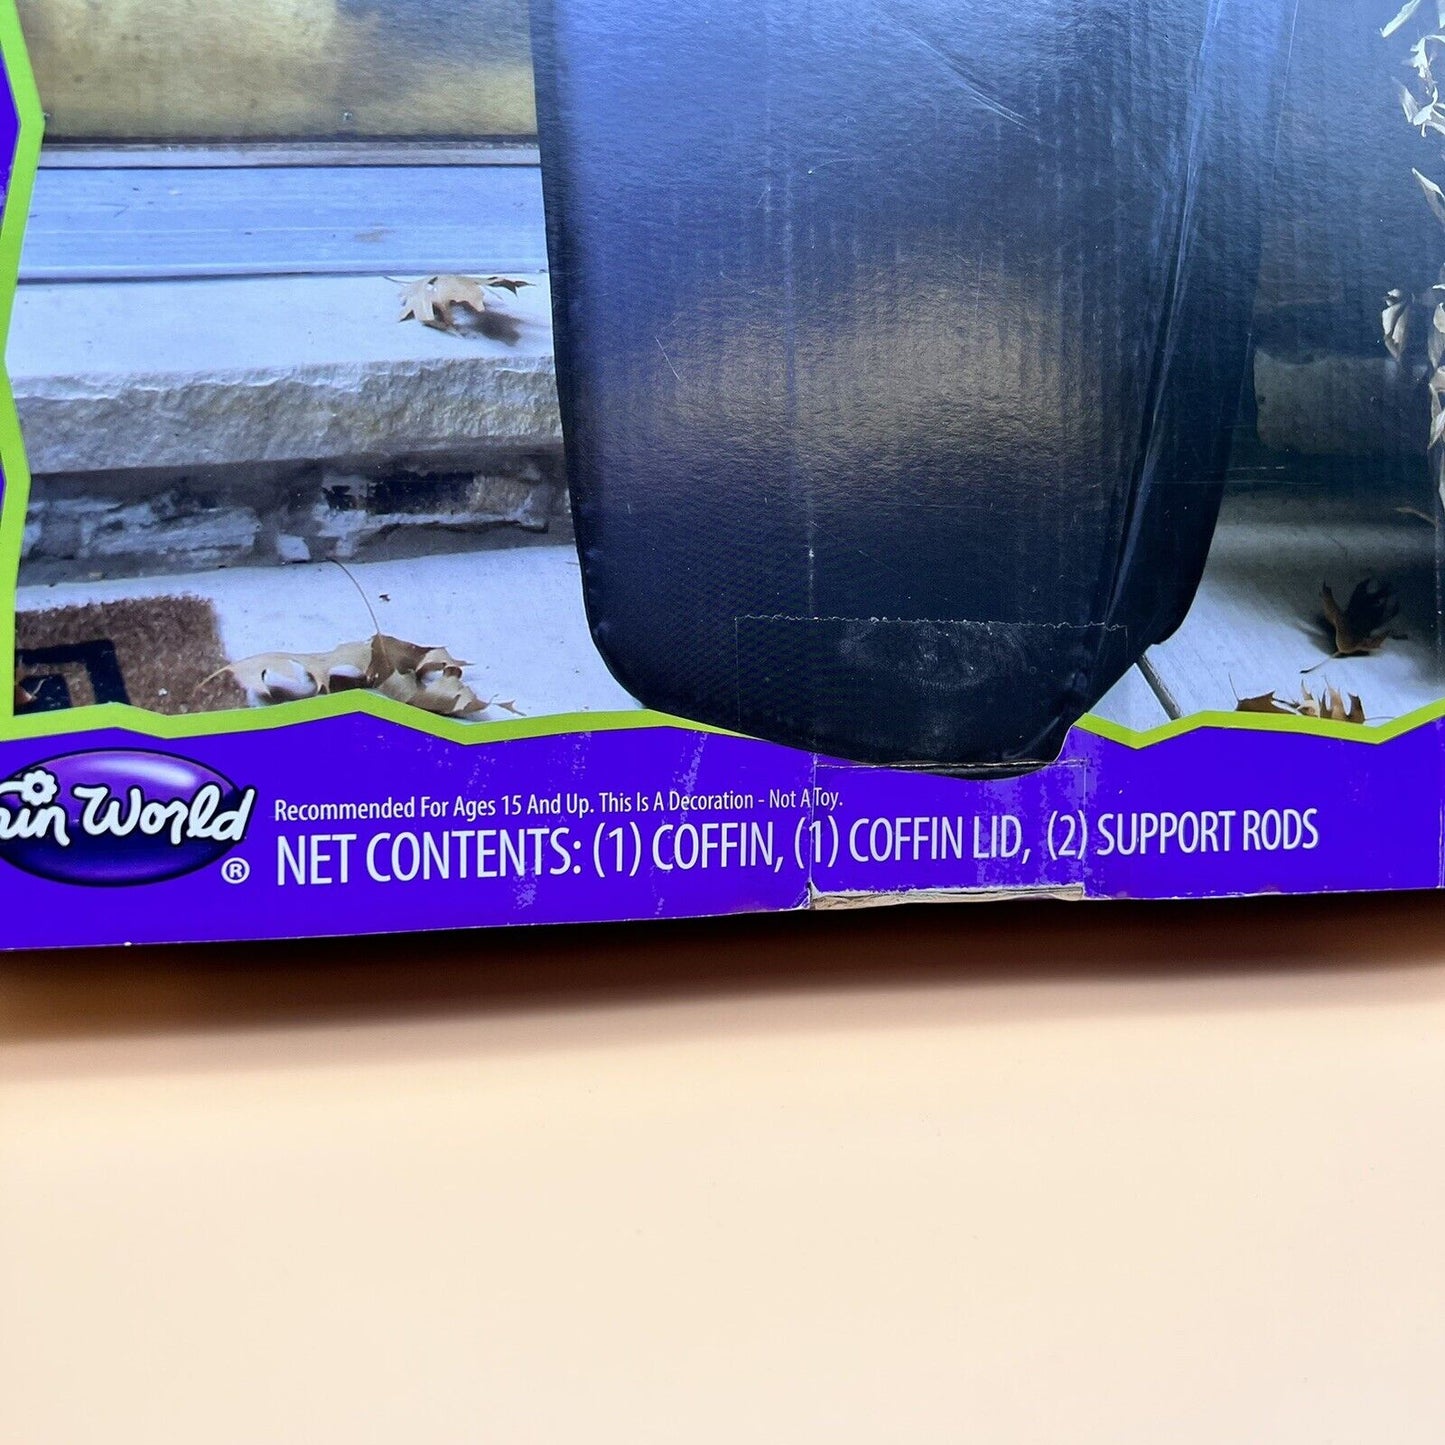 World
®
Recommended For Ages 15 And Up. This Is A Decoration - Not A Toy.
NET CONTENTS: (1) COFFIN, (1) COFFIN LID, (2) SUPPORT RODS